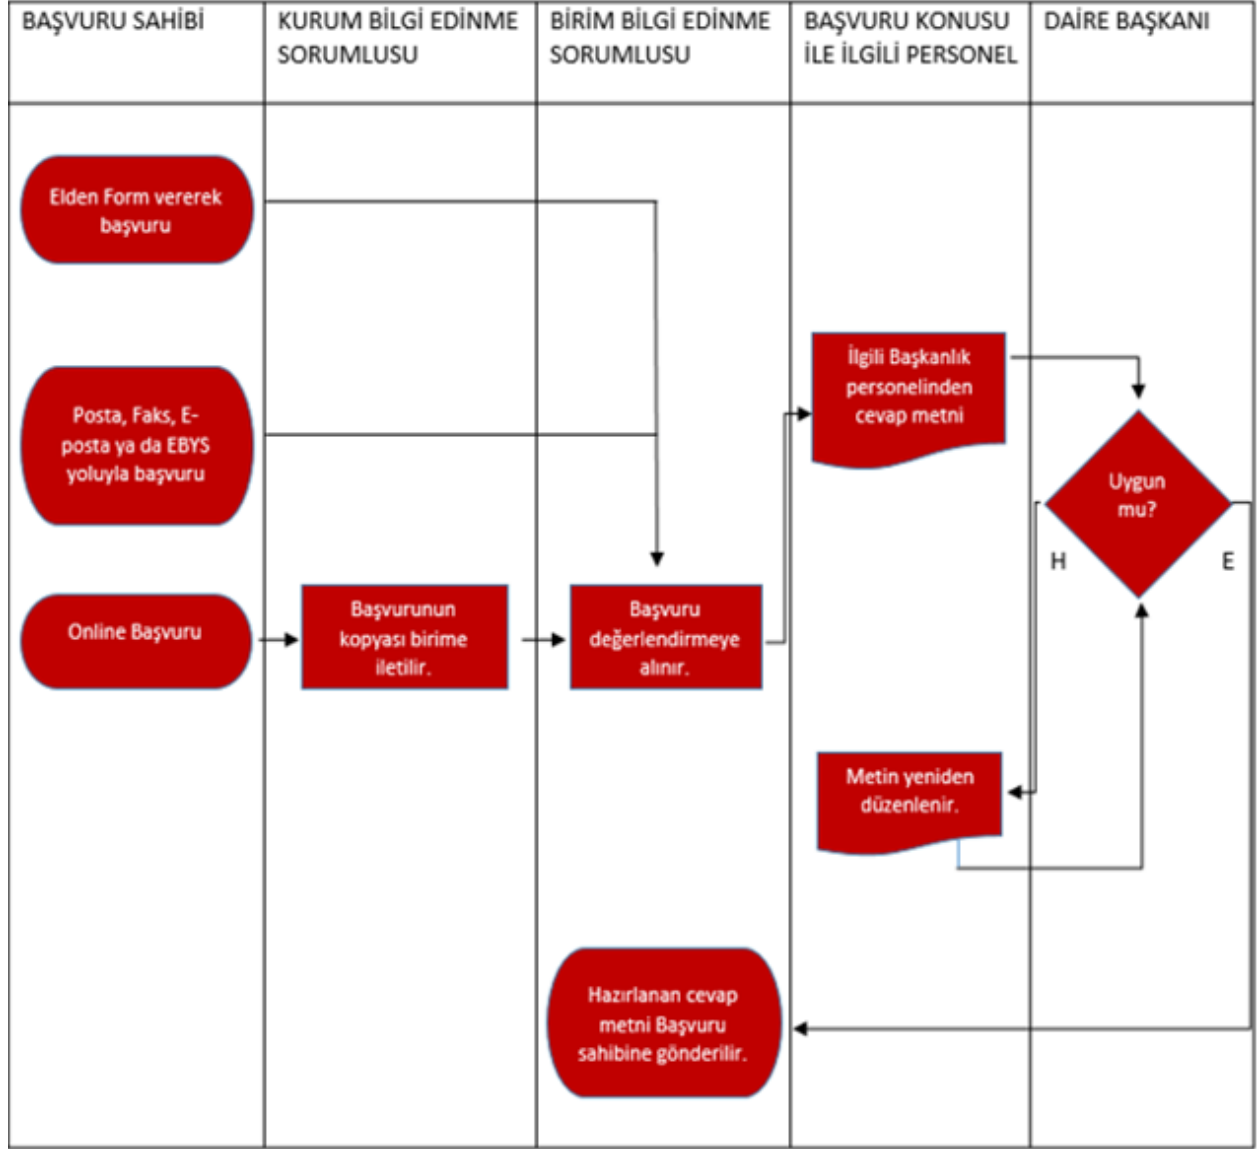 BAŞVURU SAHİBİ
KURUM BİLGİ EDİNME
SORUMLUSU
BİRİM BİLGİ EDİNME
SORUMLUSU
BAŞVURU KONUSU
İLE İLGİLİ PERSONEL
DAİRE BAŞKANI
Elden Form vererek
başvuru
Posta, Faks, E-
posta ya da EBYS
yoluyla başvuru
Online Başvuru
Başvurunun
kopyası birime
iletilir.
Başvuru
değerlendirmeye
alınır.
İlgili Başkanlık
personelinden
cevap metni
Uygun
mu?
H
E
Metin yeniden
düzenlenir.
Hazırlanan cevap
metni Başvuru
sahibine gönderilir.